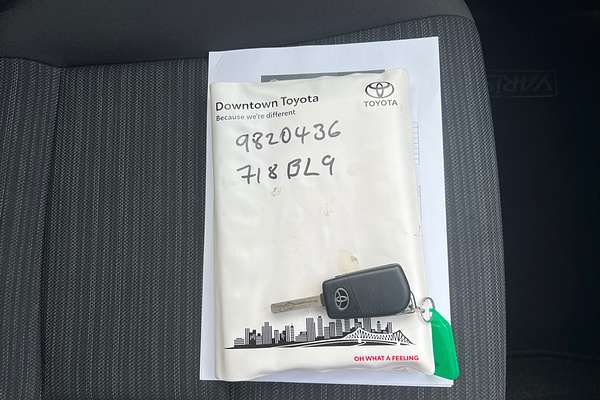 Downtown Toyota
Because we're different
TOYOTA
9820436
718BL9
OH WHAT A FEELING